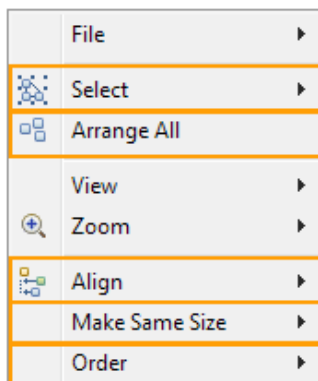 File
Select
Arrange All
View
Zoom
Align
Make Same Size
Order